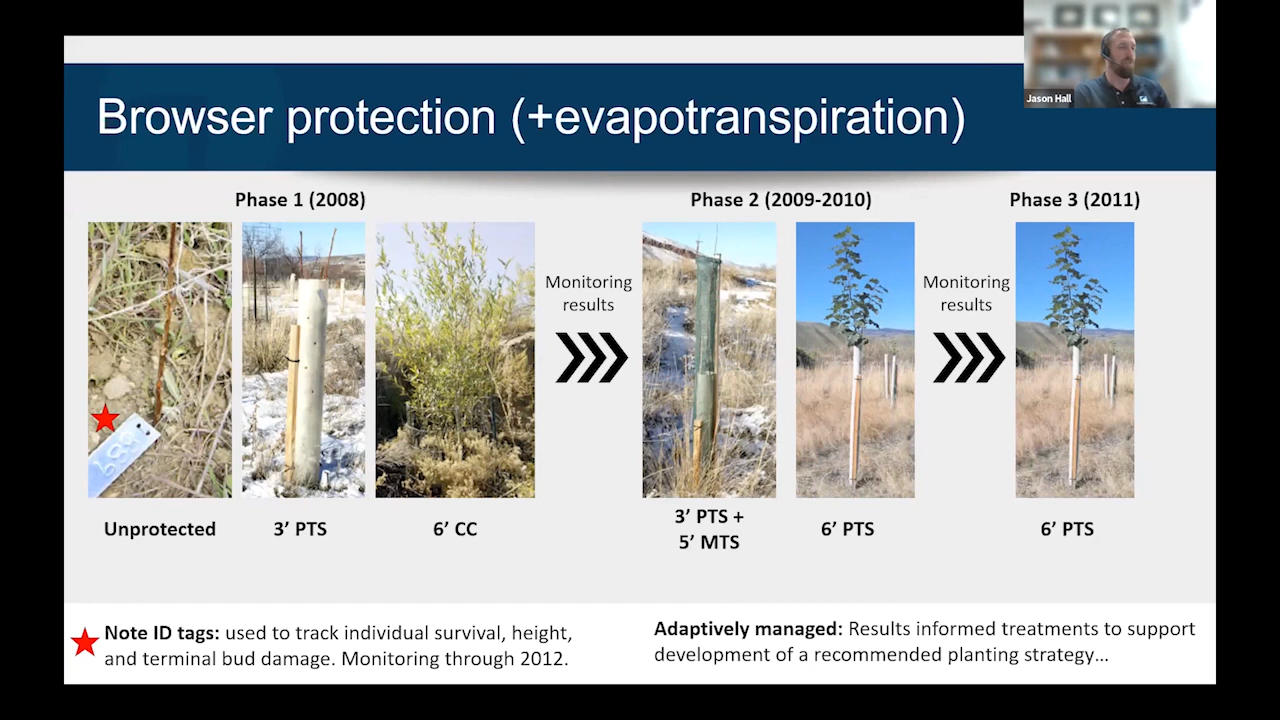 Jason Hall
Browser protection (+evapotranspiration)
Phase 1 (2008)
Phase 2 (2009-2010)
Phase 3 (2011)
Monitoring
results
Monitoring
results
689
Unprotected
3’ PTS
6’ CC
3’ PTS +
5’ MTS
6’ PTS
6’ PTS
Note ID tags: used to track individual survival, height,
and terminal bud damage. Monitoring through 2012.
Adaptively managed: Results informed treatments to support
development of a recommended planting strategy…